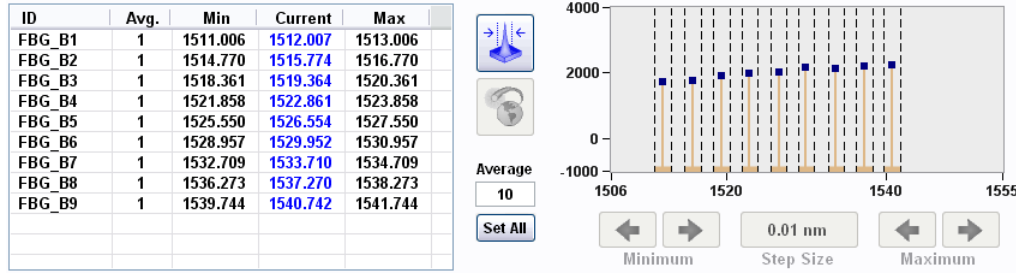 ID Avg. Min Current Max
FBG_B1 1 1511.006 1512.007 1513.006
FBG_B2 1 1514.770 1515.774 1516.770
FBG_B3 1 1518.361 1519.364 1520.361
FBG_B4 1 1521.858 1522.861 1523.858
FBG_B5 1 1525.550 1526.554 1527.550
FBG_B6 1 1528.957 1529.952 1530.957
FBG_B7 1 1532.709 1533.710 1534.709
FBG_B8 1 1536.273 1537.270 1538.273
FBG_B9 1 1539.744 1540.742 1541.744
Average
10
Set All
4000
2000
0
-1000
1506 1520 1540 1555
0.01 nm
Minimum Step Size Maximum